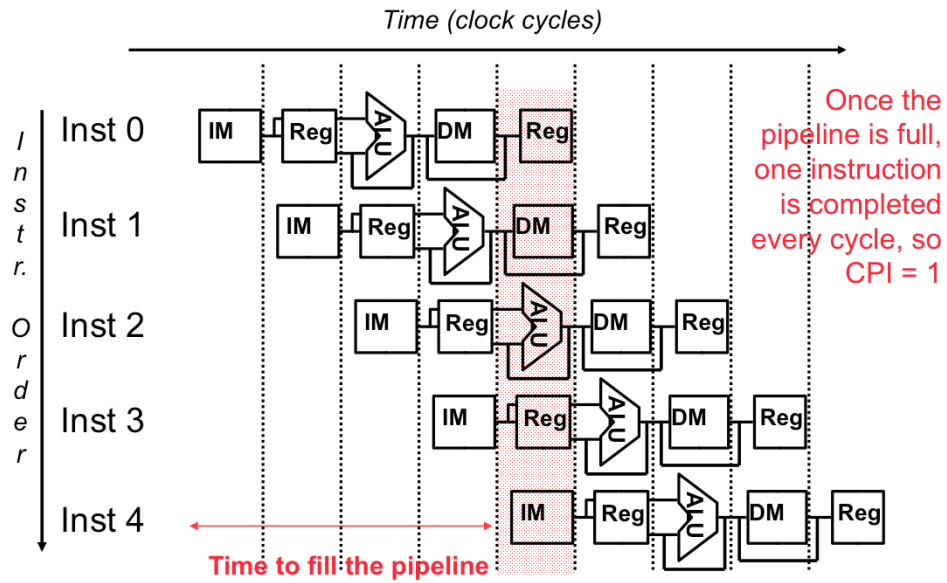 Time (clock cycles)
Instr. Order
Inst 0
IM Reg ALU DM Reg
Inst 1
IM Reg ALU DM Reg
Inst 2
IM Reg ALU DM Reg
Inst 3
IM Reg ALU DM Reg
Inst 4
IM Reg ALU DM Reg
Once the
pipeline is full,
one instruction
is completed
every cycle, so
CPI = 1
Time to fill the pipeline